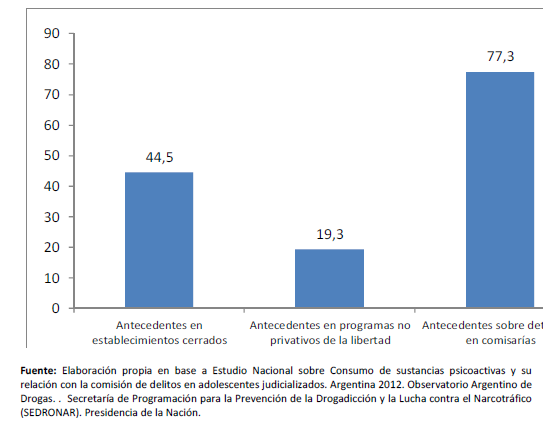 90
80
70
60
50
40
30
20
10
0
44,5
19,3
77,3
Antecedentes en
establecimientos cerrados
Antecedentes en programas no
privativos de la libertad
Antecedentes sobre det
en comisarías
Fuente: Elaboración propia en base a Estudio Nacional sobre Consumo de sustancias psicoactivas y su
relación con la comisión de delitos en adolescentes judicializados. Argentina 2012. Observatorio Argentino de
Drogas. . Secretaría de Programación para la Prevención de la Drogadicción y la Lucha contra el Narcotráfico
(SEDRONAR). Presidencia de la Nación.